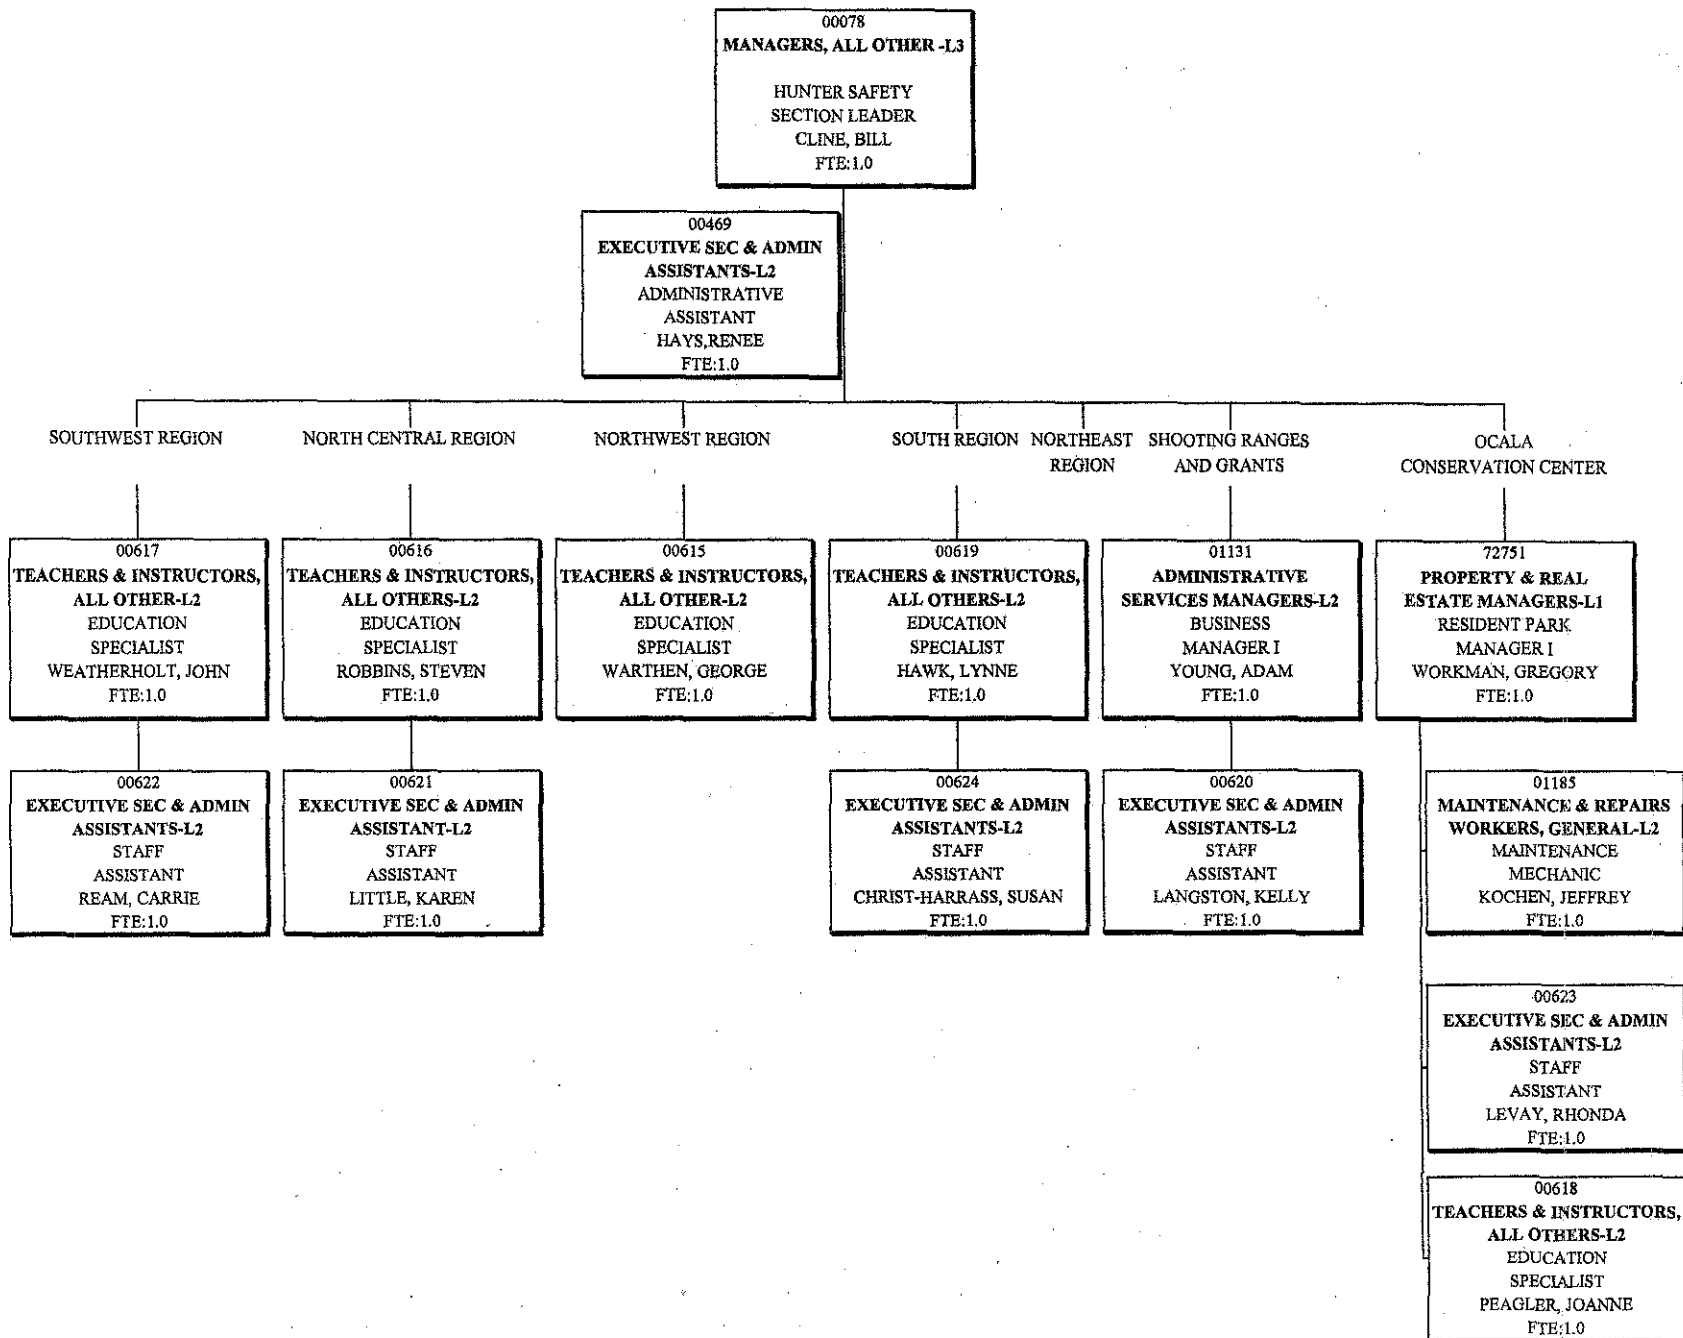 00078
MANAGERS, ALL OTHER -L3
HUNTER SAFETY
SECTION LEADER
CLINE, BILL
FTE:1.0
00469
EXECUTIVE SEC & ADMIN
ASSISTANTS-L2
ADMINISTRATIVE
ASSISTANT
HAYS,RENEE
FTE:1.0
SOUTHWEST REGION
NORTH CENTRAL REGION
NORTHWEST REGION
SOUTH REGION
NORTHEAST
REGION
SHOOTING RANGES
AND GRANTS
OCALA
CONSERVATION CENTER
00617
TEACHERS & INSTRUCTORS,
ALL OTHER-L2
EDUCATION
SPECIALIST
WEATHERHOLT, JOHN
FTE:1.0
00616
TEACHERS & INSTRUCTORS,
ALL OTHERS-L2
EDUCATION
SPECIALIST
ROBBINS, STEVEN
FTE:1.0
00615
TEACHERS & INSTRUCTORS,
ALL OTHER-L2
EDUCATION
SPECIALIST
WARTHEN, GEORGE
FTE:1.0
00619
TEACHERS & INSTRUCTORS,
ALL OTHERS-L2
EDUCATION
SPECIALIST
HAWK, LYNNE
FTE:1.0
01131
ADMINISTRATIVE
SERVICES MANAGERS-L2
BUSINESS
MANAGER I
YOUNG, ADAM
FTE:1.0
72751
PROPERTY & REAL
ESTATE MANAGERS-L1
RESIDENT PARK
MANAGER I
WORKMAN, GREGORY
FTE:1.0
00622
EXECUTIVE SEC & ADMIN
ASSISTANTS-L2
STAFF
ASSISTANT
REAM, CARRIE
FTE:1.0
00621
EXECUTIVE SEC & ADMIN
ASSISTANT-L2
STAFF
ASSISTANT
LITTLE, KAREN
FTE:1.0
00624
EXECUTIVE SEC & ADMIN
ASSISTANTS-L2
STAFF
ASSISTANT
CHRIST-HARRASS, SUSAN
FTE:1.0
00620
EXECUTIVE SEC & ADMIN
ASSISTANTS-L2
STAFF
ASSISTANT
LANGSTON, KELLY
FTE:1.0
01185
MAINTENANCE & REPAIRS
WORKERS, GENERAL-L2
MAINTENANCE
MECHANIC
KOCHEN, JEFFREY
FTE:1.0
00623
EXECUTIVE SEC & ADMIN
ASSISTANTS-L2
STAFF
ASSISTANT
LEVAY, RHONDA
FTE:1.0
00618
TEACHERS & INSTRUCTORS,
ALL OTHERS-L2
EDUCATION
SPECIALIST
PEAGLER, JOANNE
FTE:1.0